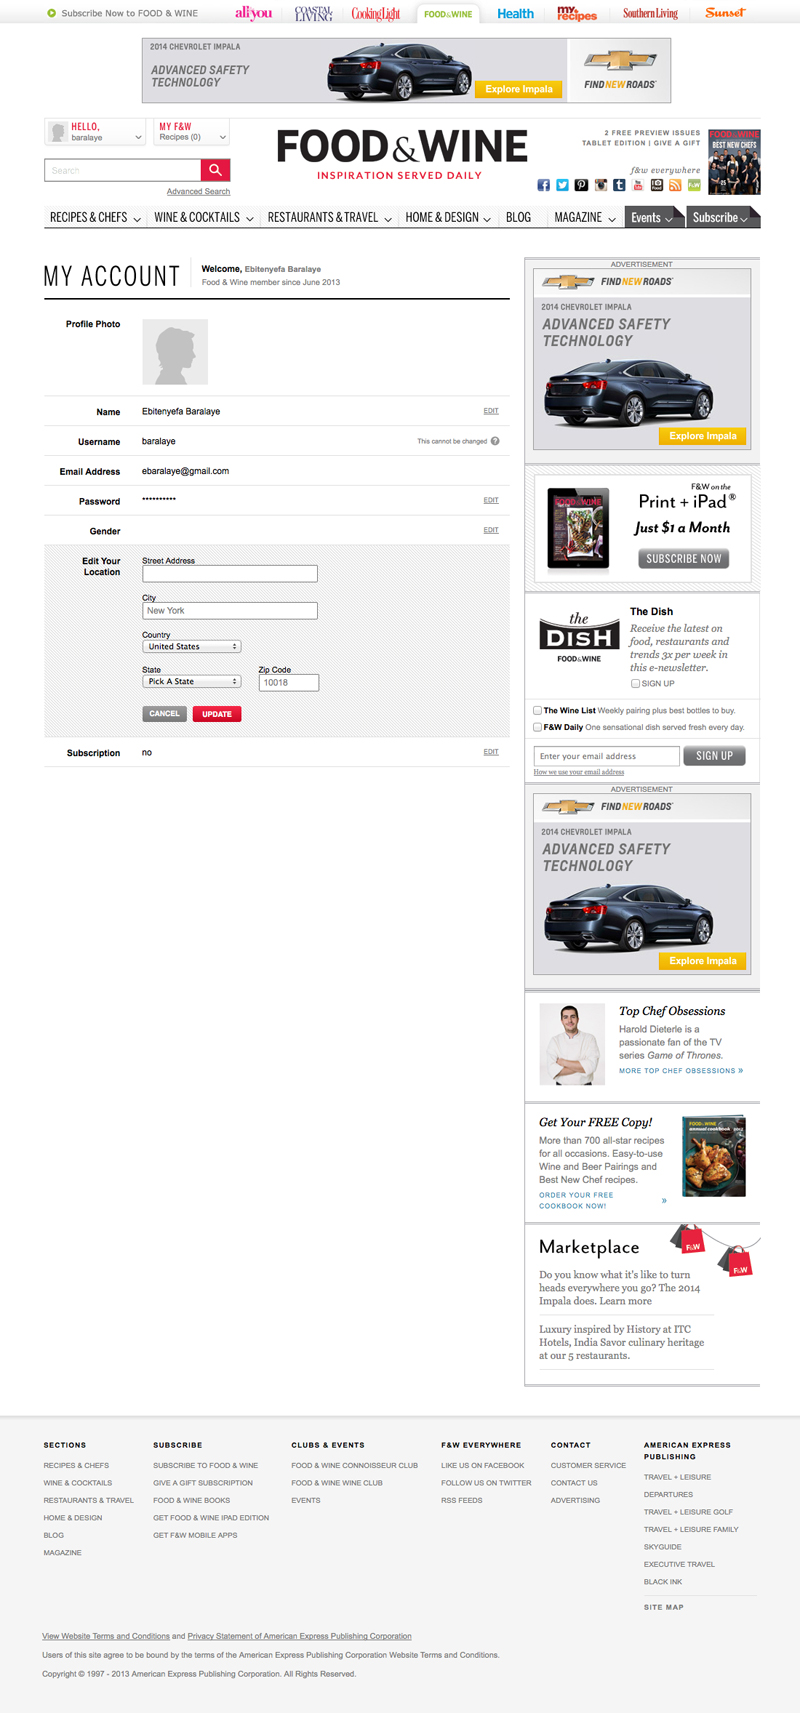 Subscribe Now to FOOD & WINE
all you
COASTAL LIVING
CookingLight
FOOD&WINE
Health
my recipes
Southern Living
Sunset
2014 CHEVROLET IMPALA
ADVANCED SAFETY
TECHNOLOGY
Explore Impala
FIND NEW ROADS
HELLO,
baralaye
MY F&W
Recipes (0)
Search
Advanced Search
FOOD&WINE
INSPIRATION SERVED DAILY
2 FREE PREVIEW ISSUES
TABLET EDITION | GIVE A GIFT
f&w everywhere
FOOD&WINE
BEST NEW CHEFS
RECIPES & CHEFS
WINE & COCKTAILS
RESTAURANTS & TRAVEL
HOME & DESIGN
BLOG
MAGAZINE
Events
Subscribe
MY ACCOUNT
Welcome, Ebitenyefa Baralaye
Food & Wine member since June 2013
Profile Photo
Name
Ebitenyefa Baralaye
EDIT
Username
baralaye
This cannot be changed ?
Email Address
ebaralaye@gmail.com
Password
**********
EDIT
Gender
EDIT
Edit Your
Location
Street Address
City
New York
Country
United States
State
Zip Code
Pick A State
10018
CANCEL
UPDATE
Subscription
no
EDIT
ADVERTISEMENT
FIND NEW ROADS
2014 CHEVROLET IMPALA
ADVANCED SAFETY
TECHNOLOGY
Explore Impala
F&W on the
Print + iPad®
Just $1 a Month
SUBSCRIBE NOW
the
DISH
FOOD&WINE
The Dish
Receive the latest on
food, restaurants and
trends 3x per week in
this e-newsletter.
SIGN UP
The Wine List Weekly pairing plus best bottles to buy.
F&W Daily One sensational dish served fresh every day.
Enter your email address
SIGN UP
How we use your email address
ADVERTISEMENT
FIND NEW ROADS
2014 CHEVROLET IMPALA
ADVANCED SAFETY
TECHNOLOGY
Explore Impala
Top Chef Obsessions
Harold Dieterle is a
passionate fan of the TV
series Game of Thrones.
MORE TOP CHEF OBSESSIONS »
Get Your FREE Copy!
More than 700 all-star recipes
for all occasions. Easy-to-use
Wine and Beer Pairings and
Best New Chef recipes.
ORDER YOUR FREE
COOKBOOK NOW! »
FOOD&WINE
annual cookbook
Marketplace
F&W
F&W
Do you know what it's like to turn
heads everywhere you go? The 2014
Impala does. Learn more
Luxury inspired by History at ITC
Hotels, India Savor culinary heritage
at our 5 restaurants.
SECTIONS
RECIPES & CHEFS
WINE & COCKTAILS
RESTAURANTS & TRAVEL
HOME & DESIGN
BLOG
MAGAZINE
SUBSCRIBE
SUBSCRIBE TO FOOD & WINE
GIVE A GIFT SUBSCRIPTION
FOOD & WINE BOOKS
GET FOOD & WINE IPAD EDITION
GET F&W MOBILE APPS
CLUBS & EVENTS
FOOD & WINE CONNOISSEUR CLUB
FOOD & WINE WINE CLUB
EVENTS
F&W EVERYWHERE
LIKE US ON FACEBOOK
FOLLOW US ON TWITTER
RSS FEEDS
CONTACT
CUSTOMER SERVICE
CONTACT US
ADVERTISING
AMERICAN EXPRESS
PUBLISHING
TRAVEL + LEISURE
DEPARTURES
TRAVEL + LEISURE GOLF
TRAVEL + LEISURE FAMILY
SKYGUIDE
EXECUTIVE TRAVEL
BLACK INK
SITE MAP
View Website Terms and Conditions and Privacy Statement of American Express Publishing Corporation
Users of this site agree to be bound by the terms of the American Express Publishing Corporation Website Terms and Conditions.
Copyright © 1997 - 2013 American Express Publishing Corporation. All Rights Reserved.